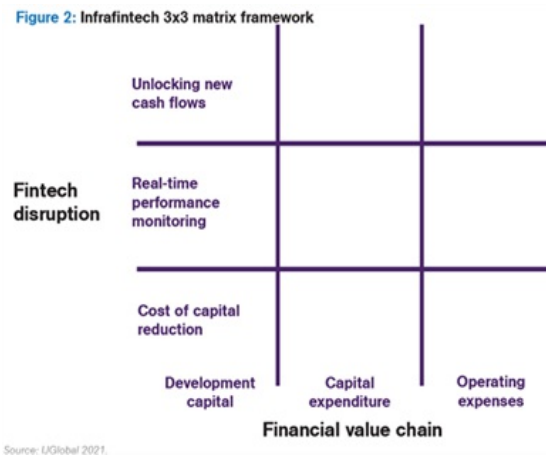 Figure 2: Infrafintech 3x3 matrix framework
Unlocking new
cash flows
Fintech
disruption
Real-time
performance
monitoring
Cost of capital
reduction
Development
capital
Capital
expenditure
Operating
expenses
Financial value chain
Source: IJGlobal 2021.